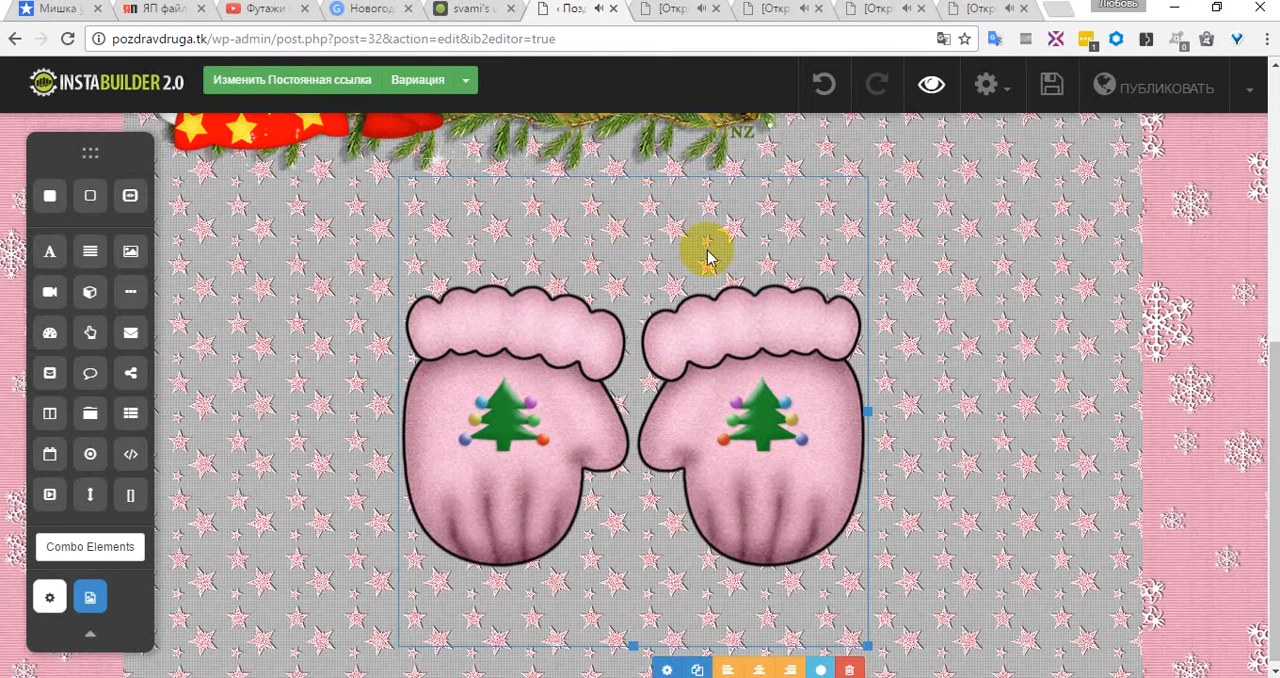 Мишка у
ЯП файл
Футажи
Новогод
svami's u
‹ Позд
[Откр
[Откр
[Откр
[Откр
Любовь
pozdravdruga.tk/wp-admin/post.php?post=32&action=edit&ib2editor=true
INSTABUILDER 2.0
Изменить Постоянная ссылка
Вариация
ПУБЛИКОВАТЬ
NZ
Combo Elements